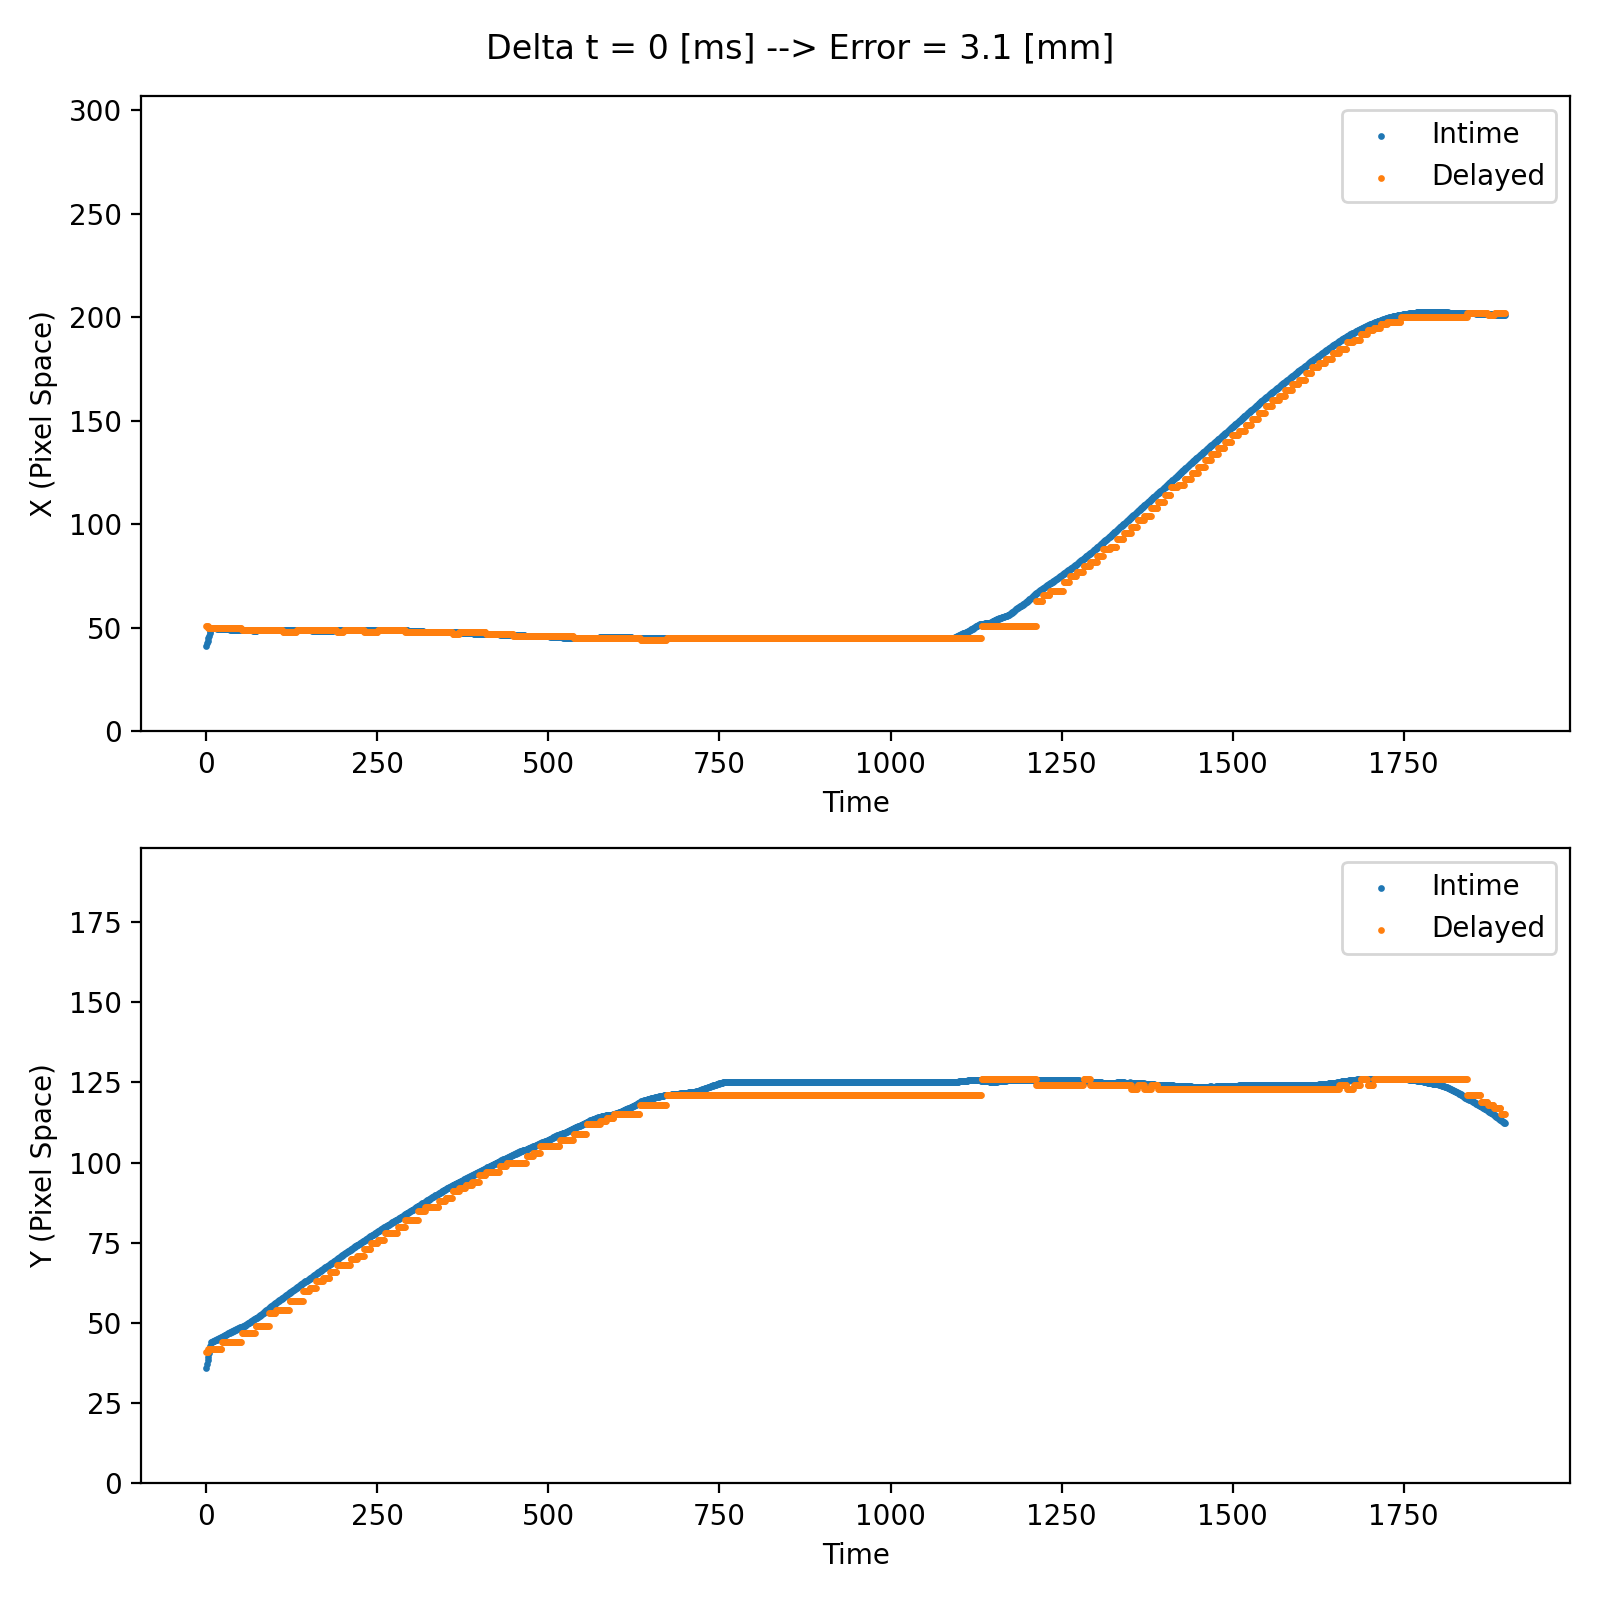 Delta t = 0 [ms] --> Error = 3.1 [mm]
300
250
200
150
100
50
0
X (Pixel Space)
Intime
Delayed
0 250 500 750 1000 1250 1500 1750
Time
175
150
125
100
75
50
25
0
Y (Pixel Space)
Intime
Delayed
0 250 500 750 1000 1250 1500 1750
Time